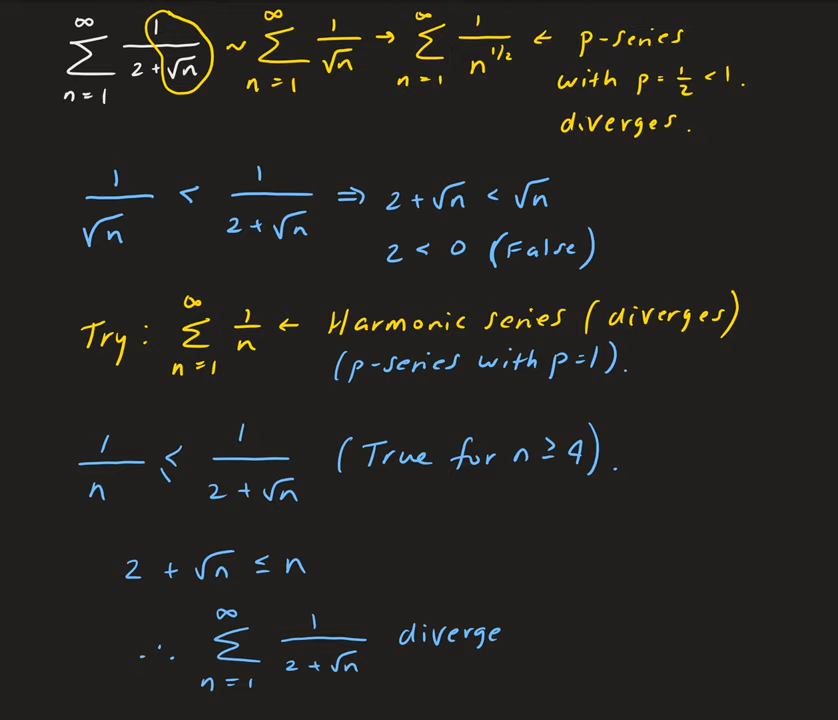 ∞ ∑ n=1 1/(2+√n) ~ ∞ ∑ n=1 1/√n → ∞ ∑ n=1 1/n^(1/2) ← p-series
with p = 1/2 < 1.
diverges.
1/√n < 1/(2+√n) ⇒ 2+√n < √n
2 < 0 (False)
Try: ∞ ∑ n=1 1/n ← Harmonic series (diverges)
(p-series with p=1).
1/n ≤ 1/(2+√n) (True for n ≥ 4).
2 + √n ≤ n
∴ ∞ ∑ n=1 1/(2+√n) diverge